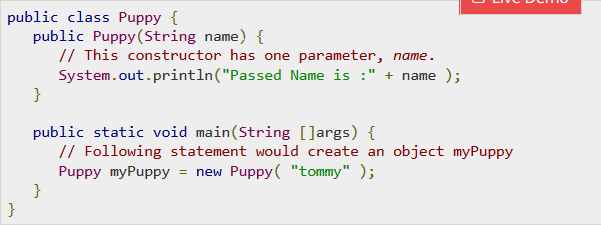 Live Demo
public class Puppy {
   public Puppy(String name) {
      // This constructor has one parameter, name.
      System.out.println("Passed Name is :" + name );
   }

   public static void main(String []args) {
      // Following statement would create an object myPuppy
      Puppy myPuppy = new Puppy( "tommy" );
   }
}